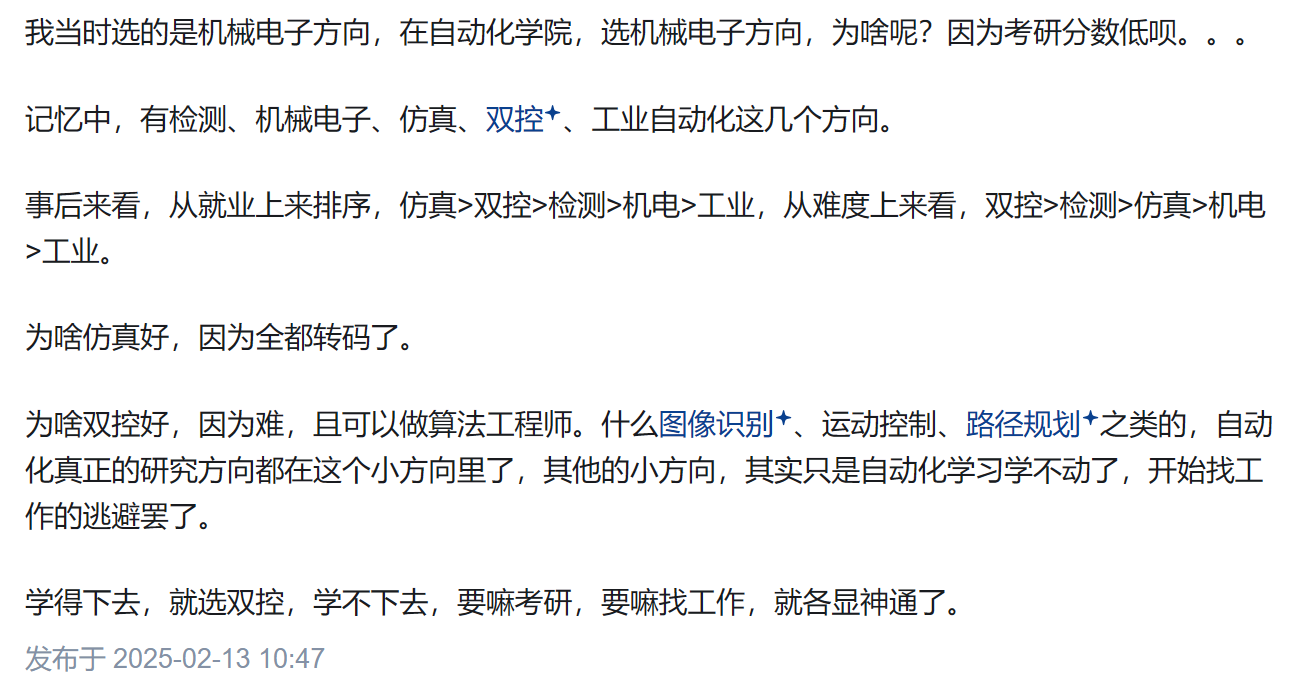 我当时选的是机械电子方向，在自动化学院，选机械电子方向，为啥呢？因为考研分数低呗。。。
记忆中，有检测、机械电子、仿真、双控、工业自动化这几个方向。
事后来看，从就业上来排序，仿真>双控>检测>机电>工业，从难度上来看，双控>检测>仿真>机电
>工业。
为啥仿真好，因为全都转码了。
为啥双控好，因为难，且可以做算法工程师。什么图像识别、运动控制、路径规划之类的，自动
化真正的研究方向都在这个小方向里了，其他的小方向，其实只是自动化学习学不动了，开始找工
作的逃避罢了。
学得下去，就选双控，学不下去，要嘛考研，要嘛找工作，就各显神通了。
发布于 2025-02-13 10:47